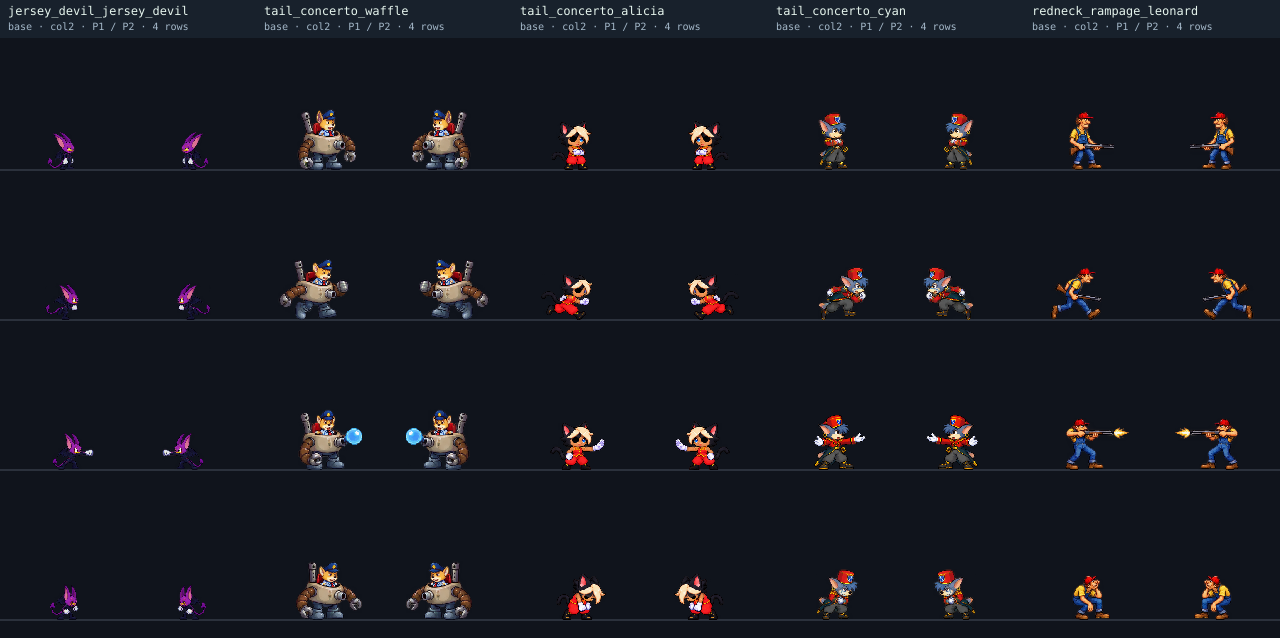 jersey_devil_jersey_devil
base · col2 · P1 / P2 · 4 rows
tail_concerto_waffle
base · col2 · P1 / P2 · 4 rows
tail_concerto_alicia
base · col2 · P1 / P2 · 4 rows
tail_concerto_cyan
base · col2 · P1 / P2 · 4 rows
redneck_rampage_leonard
base · col2 · P1 / P2 · 4 rows